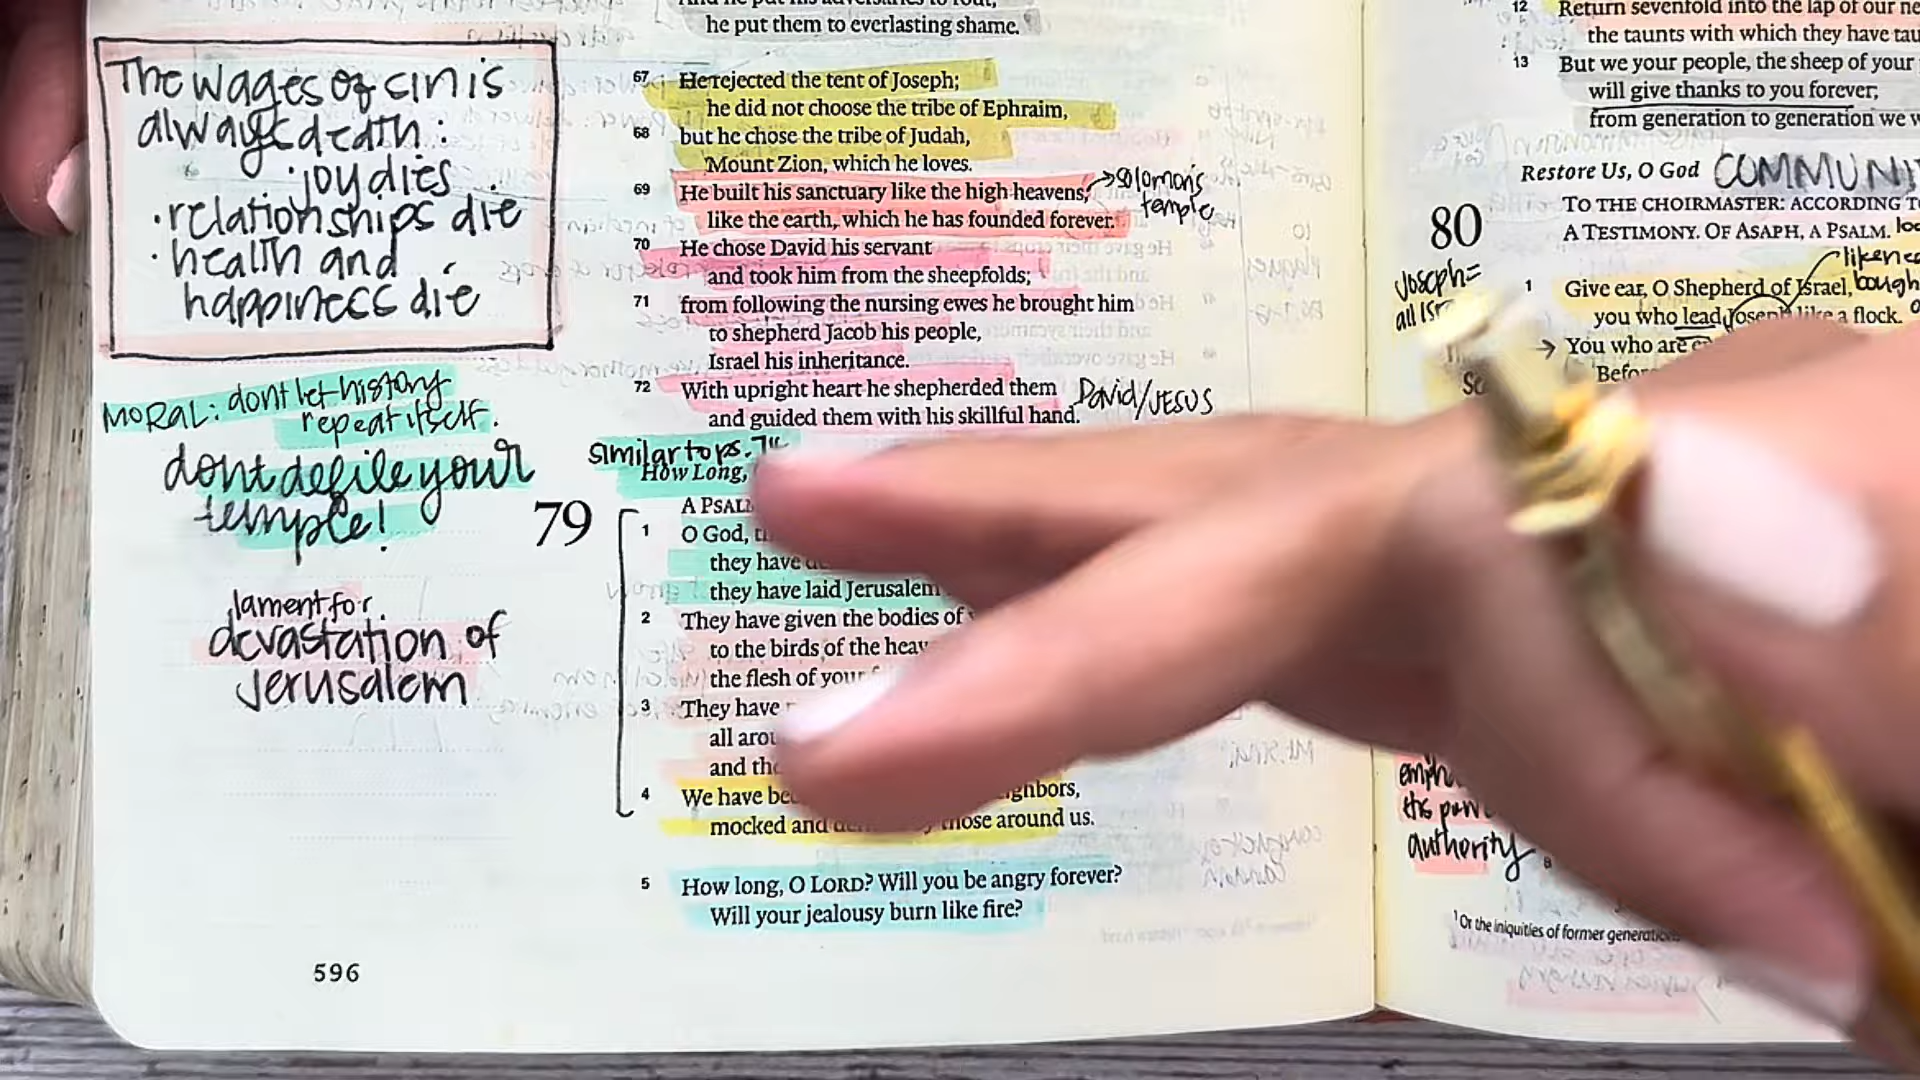 he put them to everlasting shame.
The wages of sin is
always death:
· joy dies
· relationships die
· health and
happiness die
MORAL: dont let history
repeat itself.
dont defile your
temple!
lament for
devastation of
Jerusalem
596
67 He rejected the tent of Joseph;
he did not choose the tribe of Ephraim,
68 but he chose the tribe of Judah,
Mount Zion, which he loves.
69 He built his sanctuary like the high heavens, → solomon's
temple
like the earth, which he has founded forever.
70 He chose David his servant
and took him from the sheepfolds;
71 from following the nursing ewes he brought him
to shepherd Jacob his people,
Israel his inheritance.
72 With upright heart he shepherded them
and guided them with his skillful hand. David/JESUS
similar to ps.
How Long,
79
A
1 O God,
they have
they have laid Jerusalem
2 They have given the bodies of
to the birds of the
the flesh of
3 They have
all
and
4 We have
mocked and those around us.
5 How long, O LORD? Will you be angry forever?
Will your jealousy burn like fire?
12 Return sevenfold into the lap of our
the taunts with which they have
13 But we your people, the sheep of your
will give thanks to you forever;
from generation to generation we
Restore Us, O God
80
TO THE CHOIRMASTER: ACCORDING
A TESTIMONY. OF ASAPH, A PSALM.
Joseph=
all
1 Give ear, O Shepherd of Israel,
you who lead Joseph like a flock.
→ You who are
authority
8
1 Or the iniquities of former